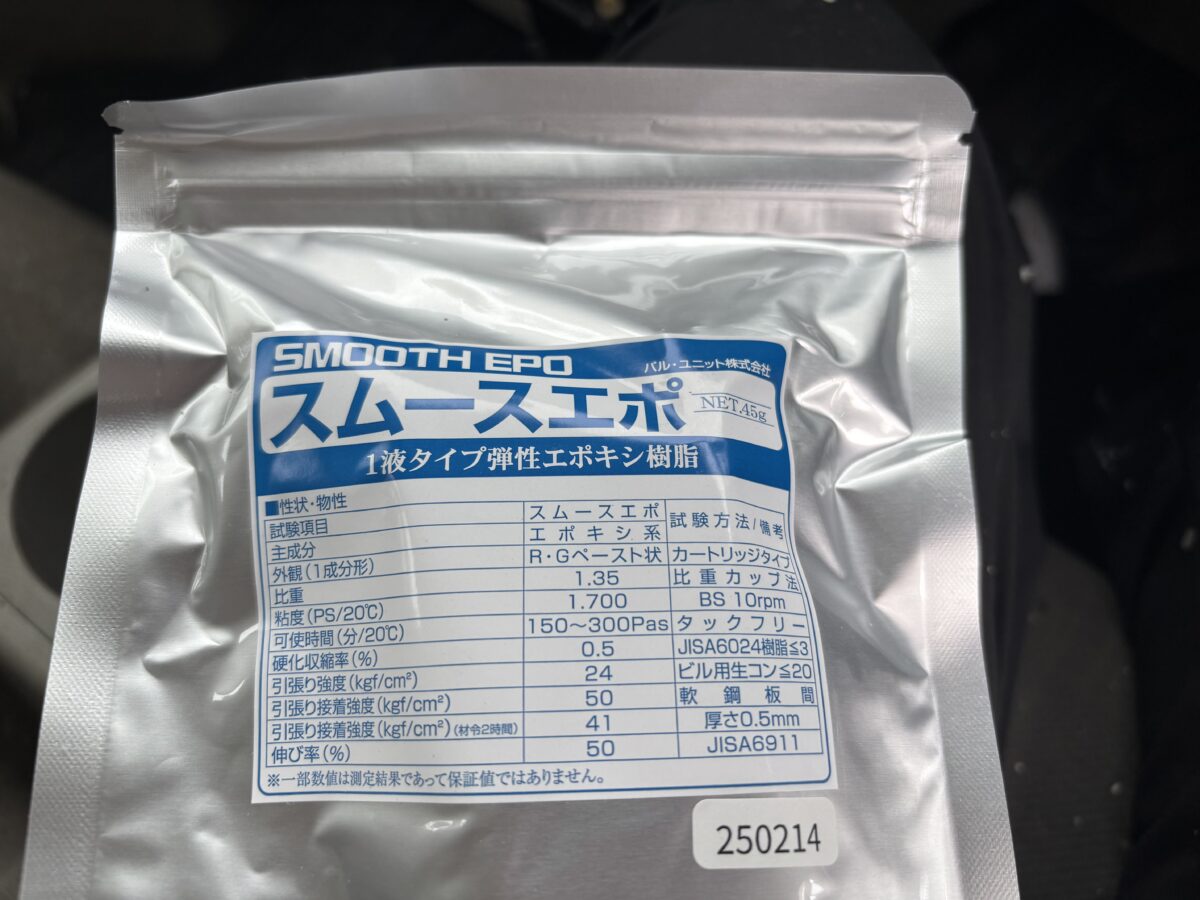 SMOOTH EPO
バル・ユニット株式会社
スムースエポ
NET.45g
1液タイプ弾性エポキシ樹脂
■性状・物性
試験項目 スムースエポ 試験方法/備考
主成分 エポキシ系
外観(1成分形) R・Gペースト状 カートリッジタイプ
比重 1.35 比重カップ法
粘度(PS/20℃) 1.700 BS 10rpm
可使時間(分/20℃) 150〜300Pas タックフリー
硬化収縮率(%) 0.5 JISA6024樹脂≦3
引張り強度(kgf/cm²) 24 ビル用生コン≦20
引張り接着強度(kgf/cm²) 50 軟鋼板間
引張り接着強度(kgf/cm²)(材令2時間) 41 厚さ0.5mm
伸び率(%) 50 JISA6911
※一部数値は測定結果であって保証値ではありません。
250214